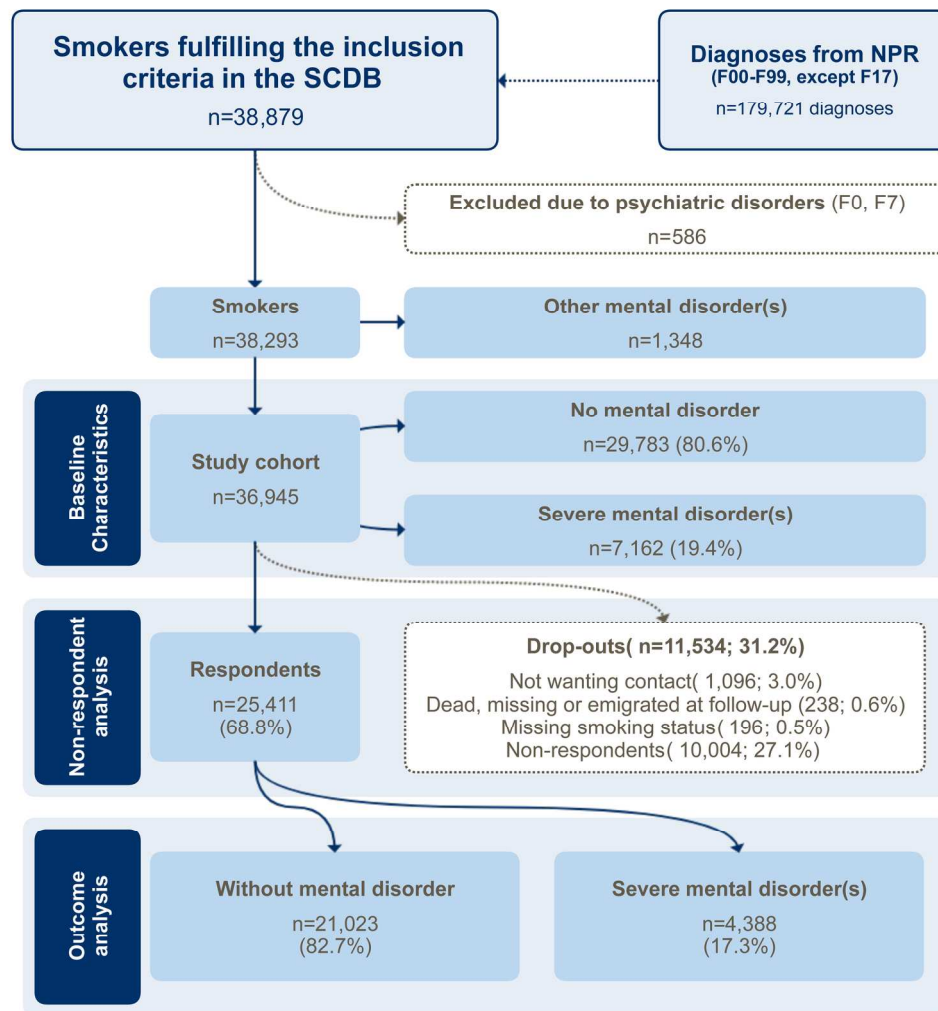 Smokers fulfilling the inclusion
criteria in the SCDB
n=38,879
Diagnoses from NPR
(F00-F99, except F17)
n=179,721 diagnoses
Excluded due to psychiatric disorders (F0, F7)
n=586
Smokers
n=38,293
Other mental disorder(s)
n=1,348
Baseline
Characteristics
Study cohort
n=36,945
No mental disorder
n=29,783 (80.6%)
Severe mental disorder(s)
n=7,162 (19.4%)
Non-respondent
analysis
Respondents
n=25,411
(68.8%)
Drop-outs( n=11,534; 31.2%)
Not wanting contact( 1,096; 3.0%)
Dead, missing or emigrated at follow-up (238; 0.6%)
Missing smoking status( 196; 0.5%)
Non-respondents( 10,004; 27.1%)
Outcome
analysis
Without mental disorder
n=21,023
(82.7%)
Severe mental disorder(s)
n=4,388
(17.3%)